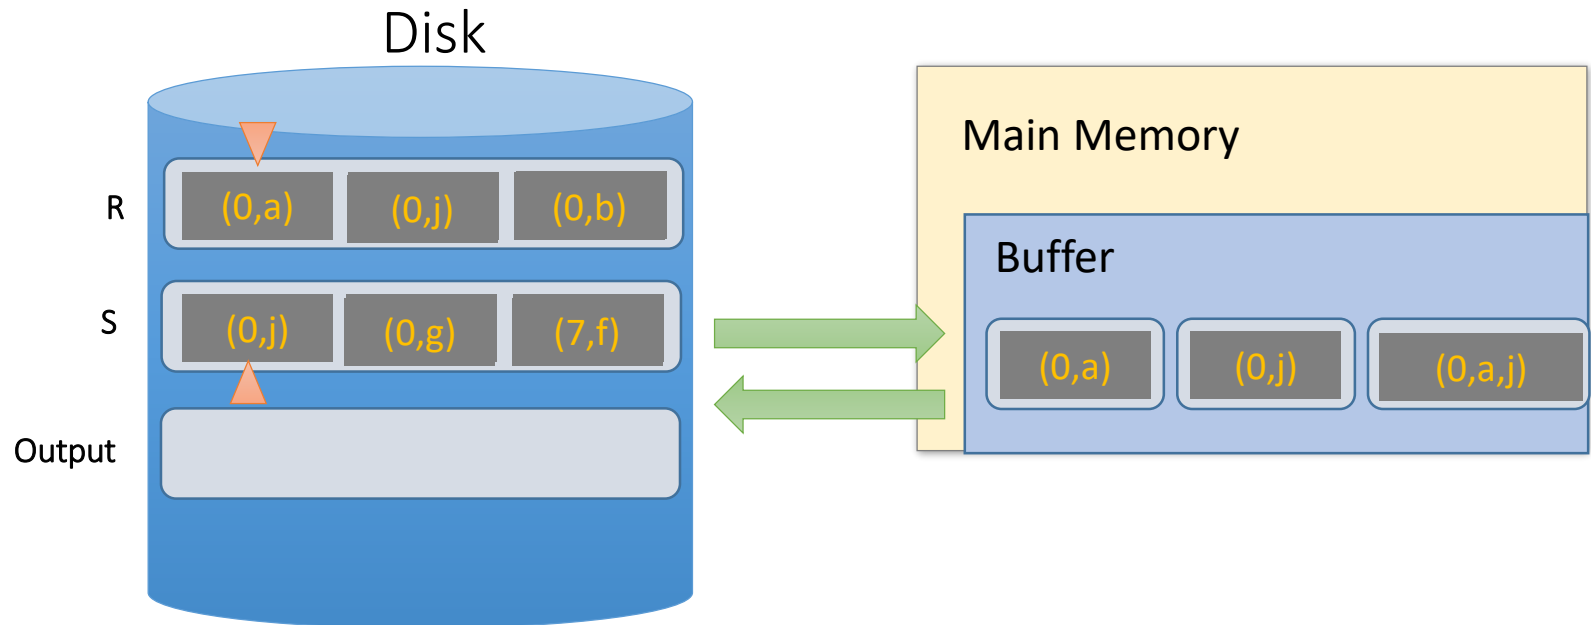 Disk
R
(0,a) (0,j) (0,b)
S
(0,j) (0,g) (7,f)
Output
Main Memory
Buffer
(0,a) (0,j) (0,a,j)